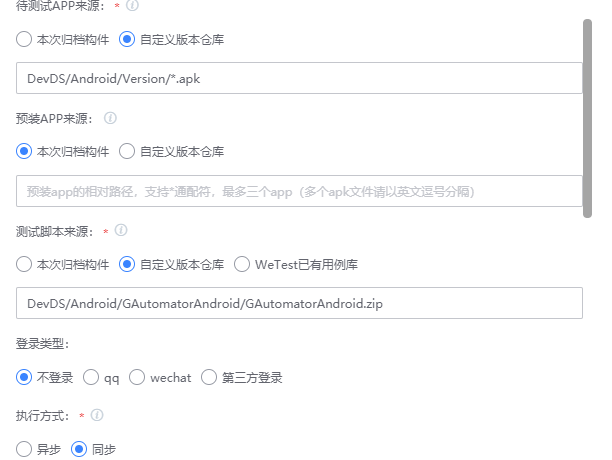 待测试APP来源： *
本次归档构件 自定义版本仓库
DevDS/Android/Version/*.apk
预装APP来源：
本次归档构件 自定义版本仓库
预装app的相对路径，支持*通配符，最多三个app（多个apk文件请以英文逗号分隔）
测试脚本来源： *
本次归档构件 自定义版本仓库 WeTest已有用例库
DevDS/Android/GAutomatorAndroid/GAutomatorAndroid.zip
登录类型：
不登录 qq wechat 第三方登录
执行方式： *
异步 同步